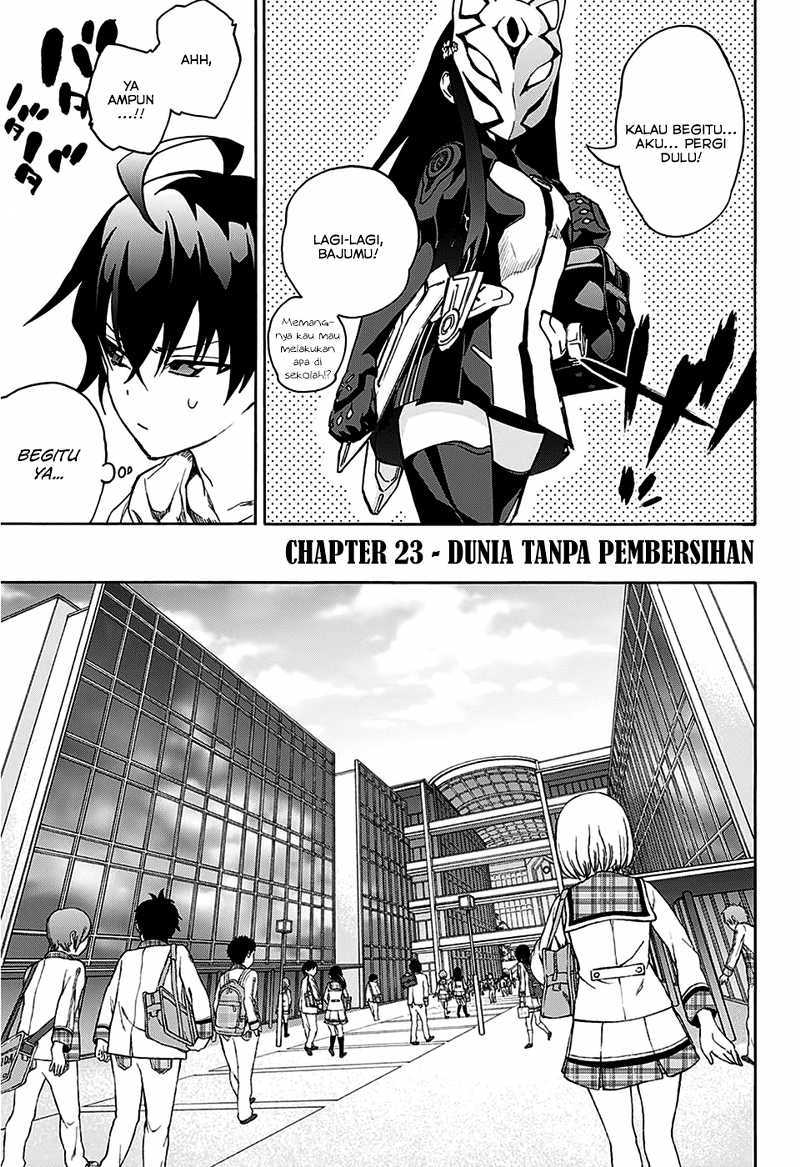 KALAU BEGITU...
AKU... PERGI
DULU!
LAGI-LAGI,
BAJUMU!
Memang-
nya kau mau
melakukan
apa di
sekolah!?
AHH,
YA
AMPUN
...!!
BEGITU
YA...
CHAPTER 23 - DUNIA TANPA PEMBERSIHAN